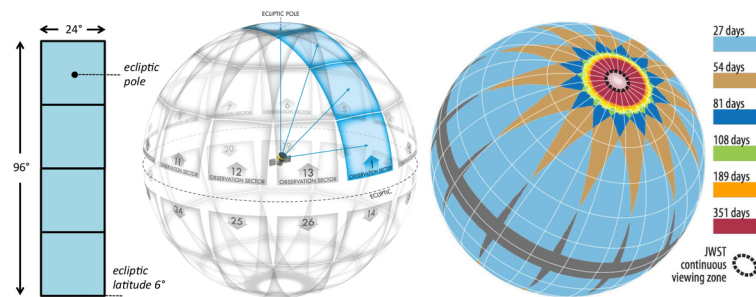 24°
96°
ecliptic
pole
ecliptic
latitude 6°
ECLIPTIC POLE
11
OBSERVATION SECTOR
20
12
OBSERVATION SECTOR
13
OBSERVATION SECTOR
OBSERVATION SECTOR
ECLIPTIC
24
25
26
14
27 days
54 days
81 days
108 days
189 days
351 days
JWST
continuous
viewing zone